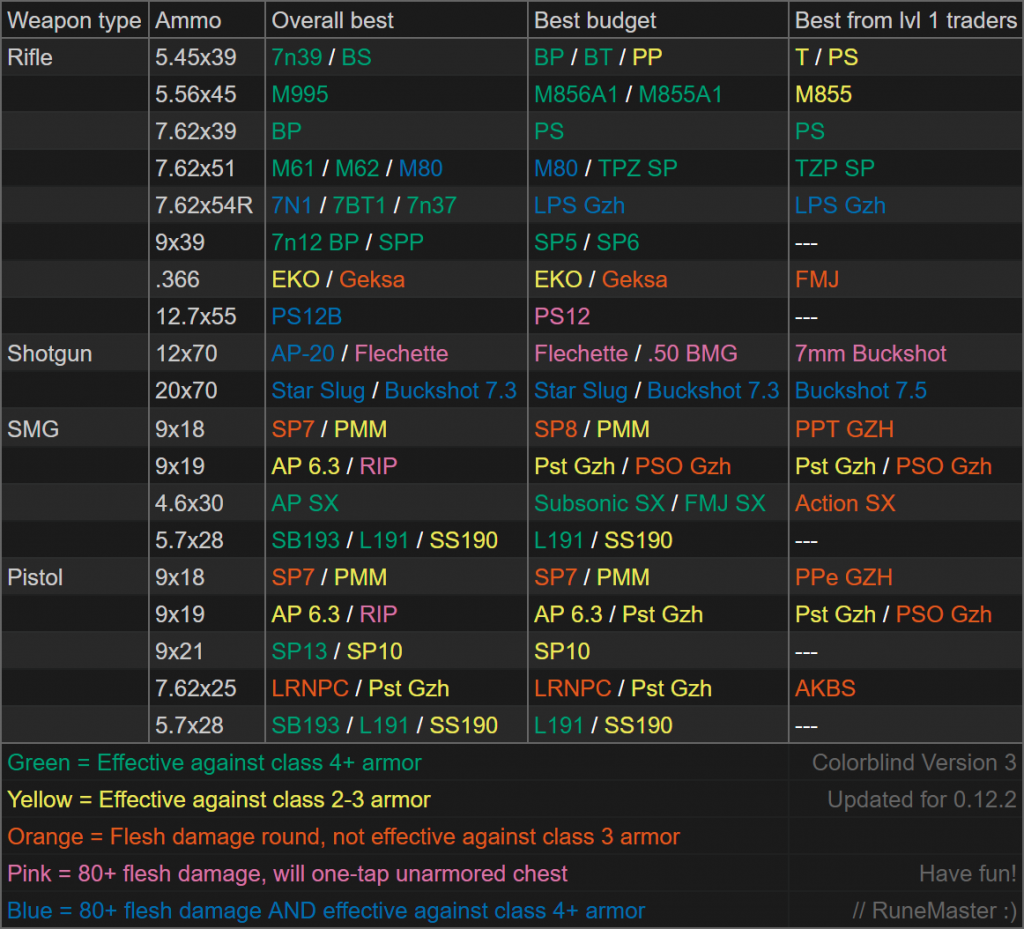 Weapon type Ammo Overall best Best budget Best from lvl 1 traders
Rifle 5.45x39 7n39 / BS BP / BT / PP T / PS
5.56x45 M995 M856A1 / M855A1 M855
7.62x39 BP PS PS
7.62x51 M61 / M62 / M80 M80 / TPZ SP TZP SP
7.62x54R 7N1 / 7BT1 / 7n37 LPS Gzh LPS Gzh
9x39 7n12 BP / SPP SP5 / SP6 ---
.366 EKO / Geksa EKO / Geksa FMJ
12.7x55 PS12B PS12 ---
Shotgun 12x70 AP-20 / Flechette Flechette / .50 BMG 7mm Buckshot
20x70 Star Slug / Buckshot 7.3 Star Slug / Buckshot 7.3 Buckshot 7.5
SMG 9x18 SP7 / PMM SP8 / PMM PPT GZH
9x19 AP 6.3 / RIP Pst Gzh / PSO Gzh Pst Gzh / PSO Gzh
4.6x30 AP SX Subsonic SX / FMJ SX Action SX
5.7x28 SB193 / L191 / SS190 L191 / SS190 ---
Pistol 9x18 SP7 / PMM SP7 / PMM PPe GZH
9x19 AP 6.3 / RIP AP 6.3 / Pst Gzh Pst Gzh / PSO Gzh
9x21 SP13 / SP10 SP10 ---
7.62x25 LRNPC / Pst Gzh LRNPC / Pst Gzh AKBS
5.7x28 SB193 / L191 / SS190 L191 / SS190 ---
Green = Effective against class 4+ armor Colorblind Version 3
Yellow = Effective against class 2-3 armor Updated for 0.12.2
Orange = Flesh damage round, not effective against class 3 armor
Pink = 80+ flesh damage, will one-tap unarmored chest Have fun!
Blue = 80+ flesh damage AND effective against class 4+ armor // RuneMaster :)